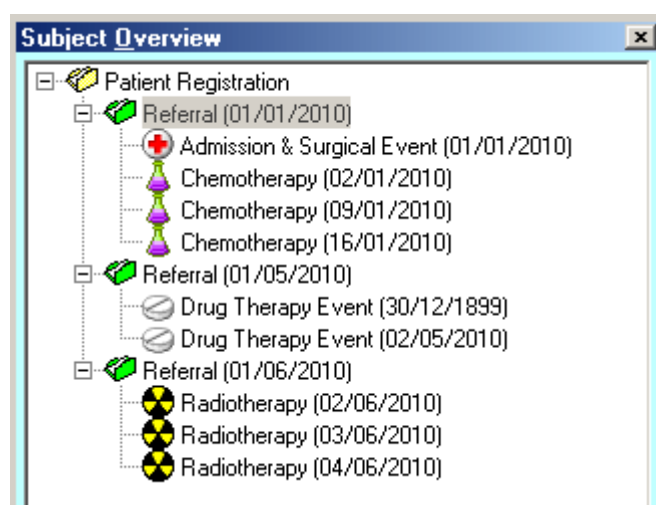 Subject Overview
Patient Registration
Referral (01/01/2010)
Admission & Surgical Event (01/01/2010)
Chemotherapy (02/01/2010)
Chemotherapy (09/01/2010)
Chemotherapy (16/01/2010)
Referral (01/05/2010)
Drug Therapy Event (30/12/1899)
Drug Therapy Event (02/05/2010)
Referral (01/06/2010)
Radiotherapy (02/06/2010)
Radiotherapy (03/06/2010)
Radiotherapy (04/06/2010)